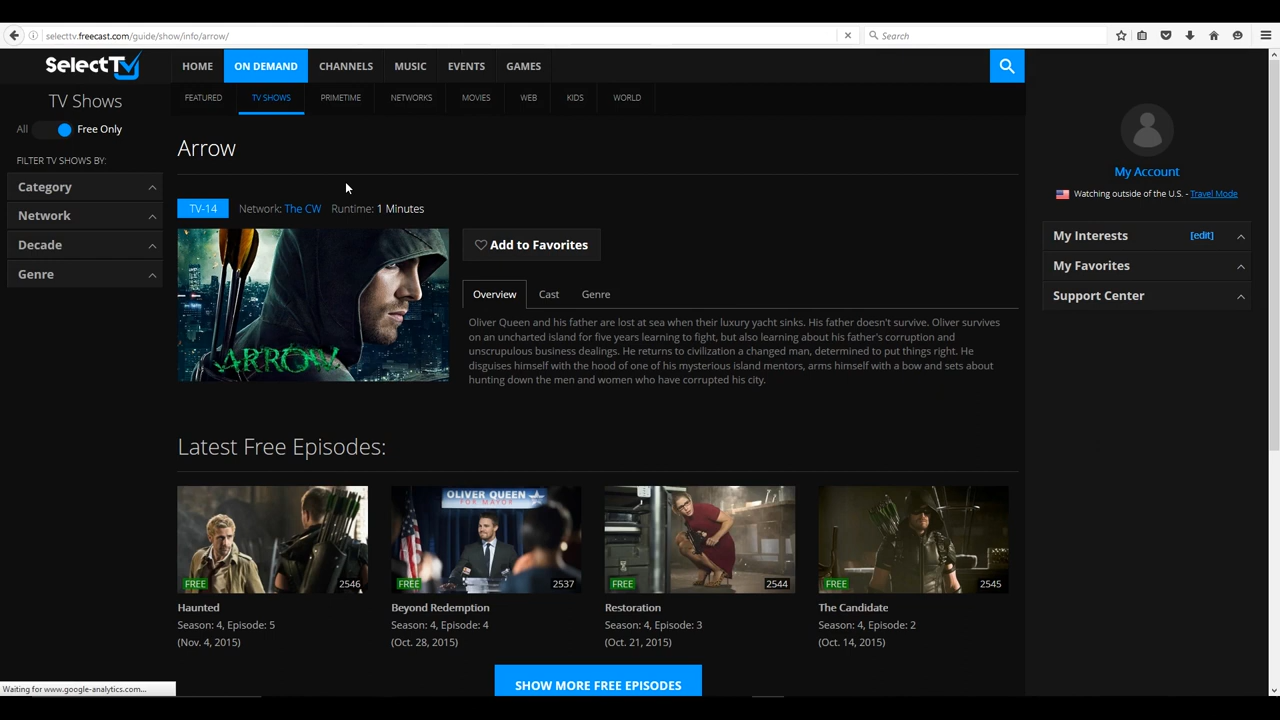 selecttv.freecast.com/guide/show/info/arrow/
Search
SelectTV
HOME
ON DEMAND
CHANNELS
MUSIC
EVENTS
GAMES
FEATURED
TV SHOWS
PRIMETIME
NETWORKS
MOVIES
WEB
KIDS
WORLD
TV Shows
All
Free Only
FILTER TV SHOWS BY:
Category
Network
Decade
Genre
Arrow
TV-14
Network: The CW
Runtime: 1 Minutes
ARROW
Add to Favorites
Overview
Cast
Genre
Oliver Queen and his father are lost at sea when their luxury yacht sinks. His father doesn't survive. Oliver survives
on an uncharted island for five years learning to fight, but also learning about his father's corruption and
unscrupulous business dealings. He returns to civilization a changed man, determined to put things right. He
disguises himself with the hood of one of his mysterious island mentors, arms himself with a bow and sets about
hunting down the men and women who have corrupted his city.
My Account
Watching outside of the U.S. - Travel Mode
My Interests
[edit]
My Favorites
Support Center
Latest Free Episodes:
FREE
2546
Haunted
Season: 4, Episode: 5
(Nov. 4, 2015)
OLIVER QUEEN
FOR MAYOR
FREE
2537
Beyond Redemption
Season: 4, Episode: 4
(Oct. 28, 2015)
FREE
2544
Restoration
Season: 4, Episode: 3
(Oct. 21, 2015)
FREE
2545
The Candidate
Season: 4, Episode: 2
(Oct. 14, 2015)
SHOW MORE FREE EPISODES
Waiting for www.google-analytics.com...